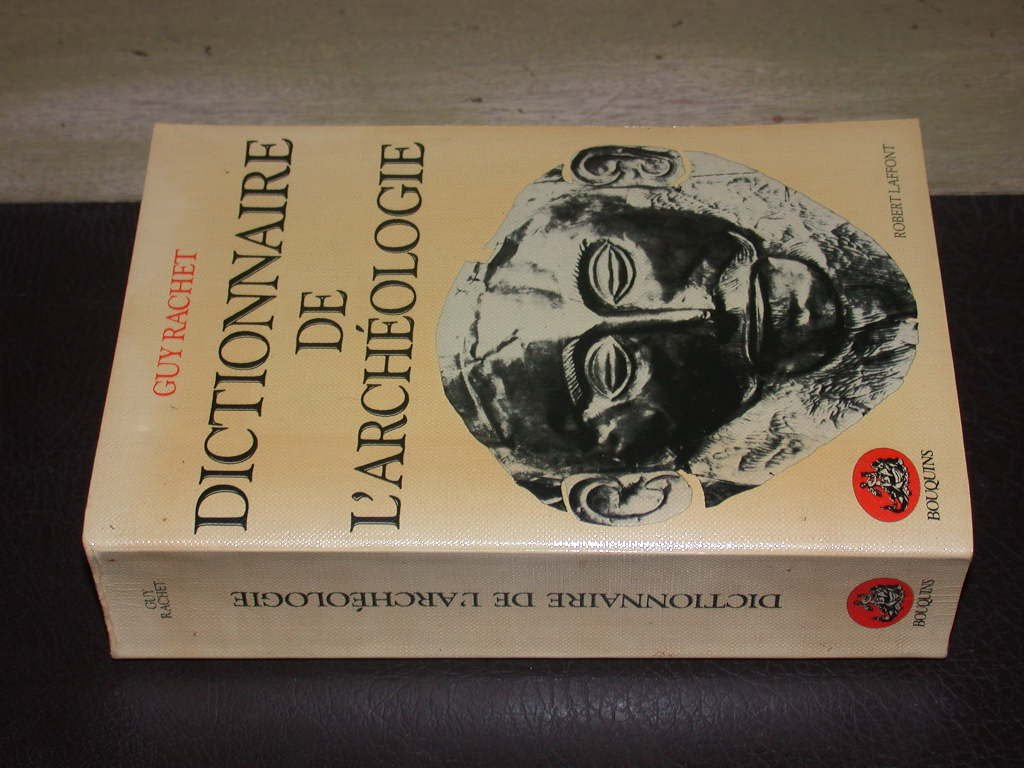 GUY RACHET
DICTIONNAIRE
DE
L'ARCHÉOLOGIE
ROBERT LAFFONT
BOUQUINS
GUY
RACHET
DICTIONNAIRE DE L'ARCHÉOLOGIE
BOUQUINS